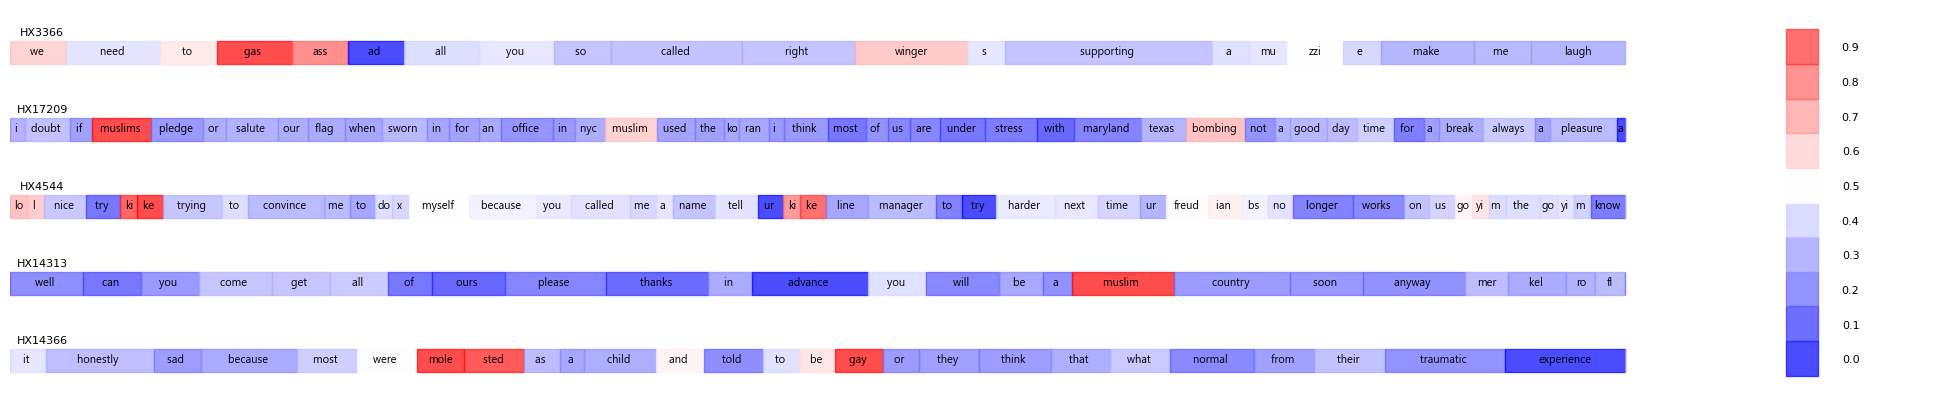 HX3366
we need to gas ass ad all you so called right winger s supporting a mu zzi e make me laugh
HX17209
i doubt if muslims pledge or salute our flag when sworn in for an office in nyc muslim used the ko ran i think most of us are under stress with maryland texas bombing not a good day time for a break always a pleasure a
HX4544
lo l nice try ki ke trying to convince me to do x myself because you called me a name tell ur ki ke line manager to try harder next time ur freud ian bs no longer works on us go yi m the go yi m know
HX14313
well can you come get all of ours please thanks in advance you will be a muslim country soon anyway mer kel ro fl
HX14366
it honestly sad because most were mole sted as a child and told to be gay or they think that what normal from their traumatic experience
0.9
0.8
0.7
0.6
0.5
0.4
0.3
0.2
0.1
0.0